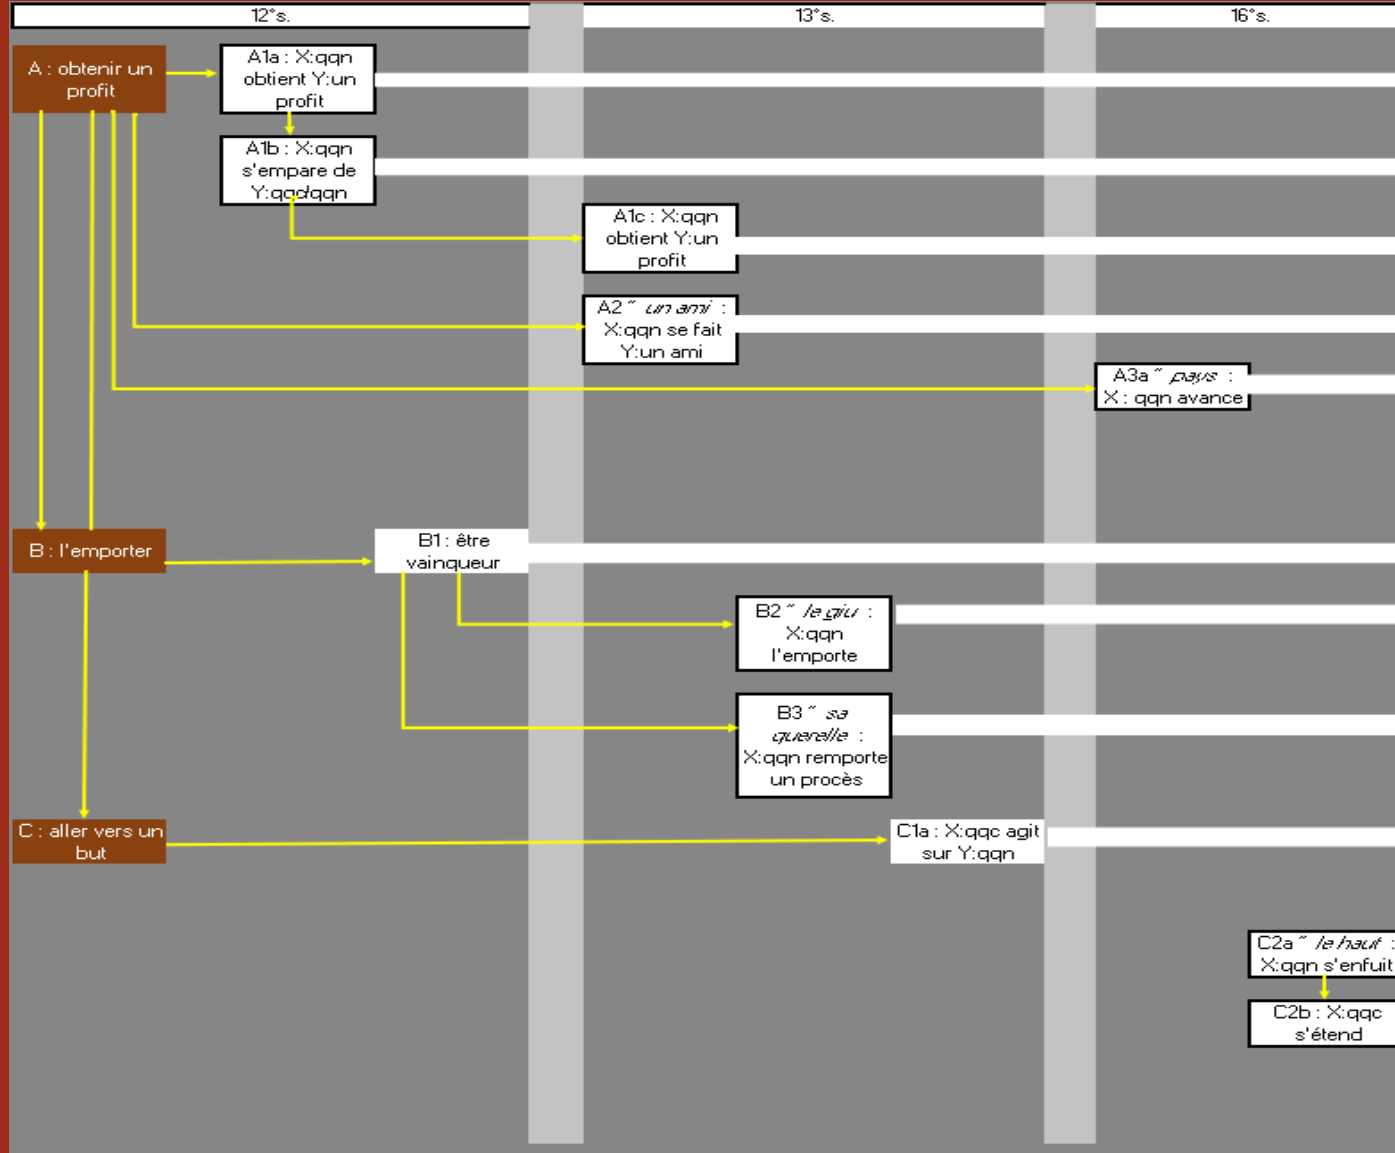 12°s.
13°s.
16°s.
A : obtenir un
profit
A1a : X:qqn
obtient Y:un
profit
A1b : X:qqn
s'empare de
Y:qqc/qqn
A1c : X:qqn
obtient Y:un
profit
A2 ~ un ami :
X:qqn se fait
Y:un ami
A3a ~ pays :
X : qqn avance
B : l'emporter
B1 : être
vainqueur
B2 ~ le giu :
X:qqn
l'emporte
B3 ~ sa
querelle :
X:qqn remporte
un procès
C : aller vers un
but
C1a : X:qqc agit
sur Y:qqn
C2a ~ le haut :
X:qqn s'enfuit
C2b : X:qqc
s'étend